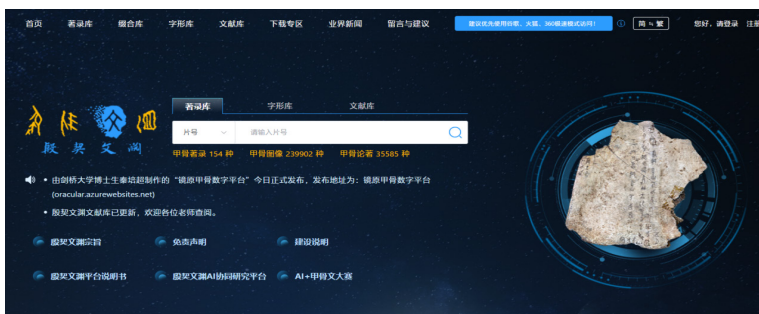 首页 著录库 缀合库 字形库 文献库 下载专区 业界新闻 留言与建议 建议优先使用谷歌、火狐、360极速模式访问！ 简 繁 您好，请登录 注册
殷契文渊
著录库 字形库 文献库
片号 请输入片号
甲骨著录 154 种 甲骨图像 239902 种 甲骨论著 35585 种
• 由剑桥大学博士生秦培超制作的“镜原甲骨数字平台”今日正式发布，发布地址为：镜原甲骨数字平台
(oracular.azurewebsites.net)
• 殷契文渊文献库已更新，欢迎各位老师查阅。
殷契文渊宗旨 免责声明 建设说明
殷契文渊平台说明书 殷契文渊AI协同研究平台 AI+甲骨文大赛